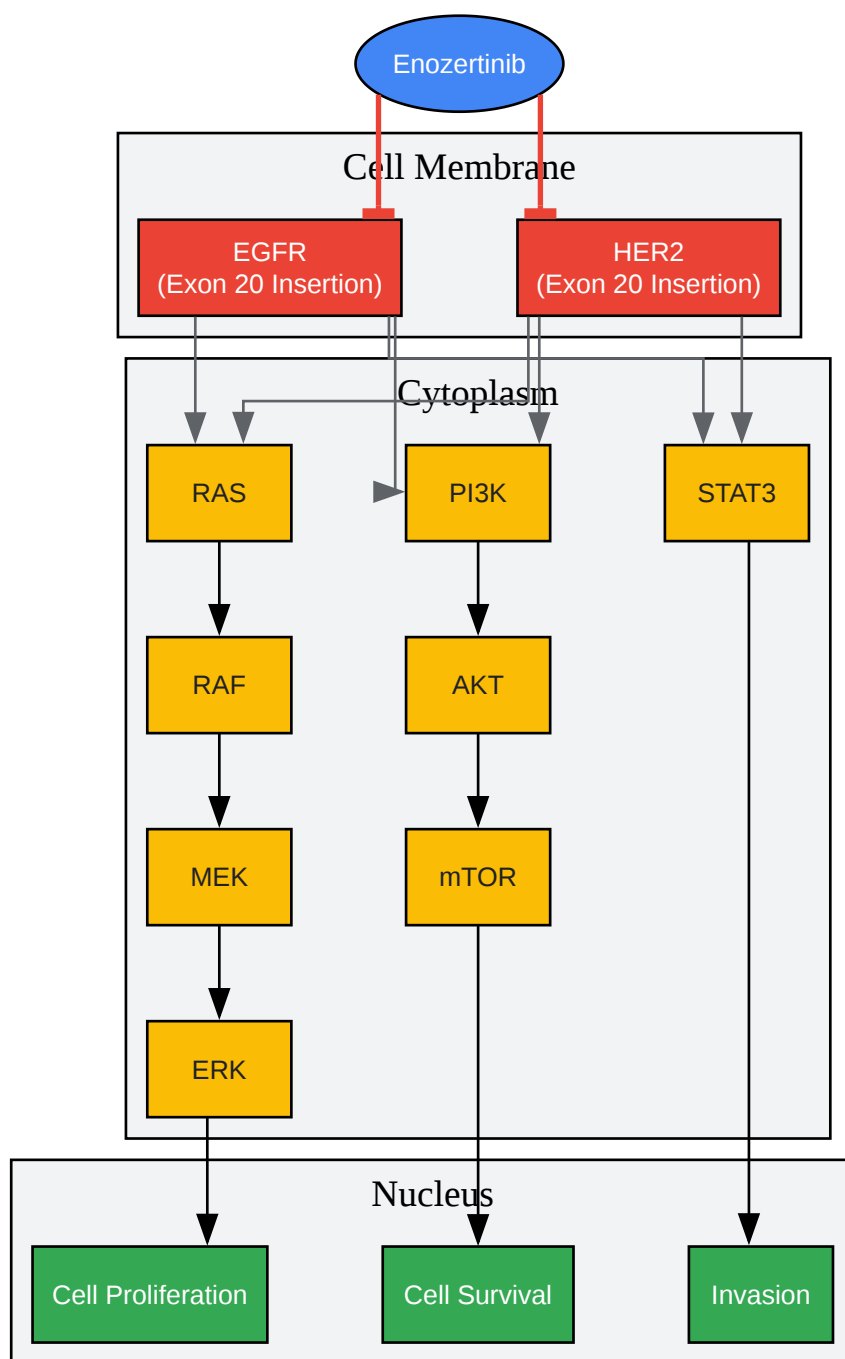 Enozertinib
Cell Membrane
EGFR
(Exon 20 Insertion)
HER2
(Exon 20 Insertion)
Cytoplasm
RAS
PI3K
STAT3
RAF
AKT
MEK
mTOR
ERK
Nucleus
Cell Proliferation
Cell Survival
Invasion